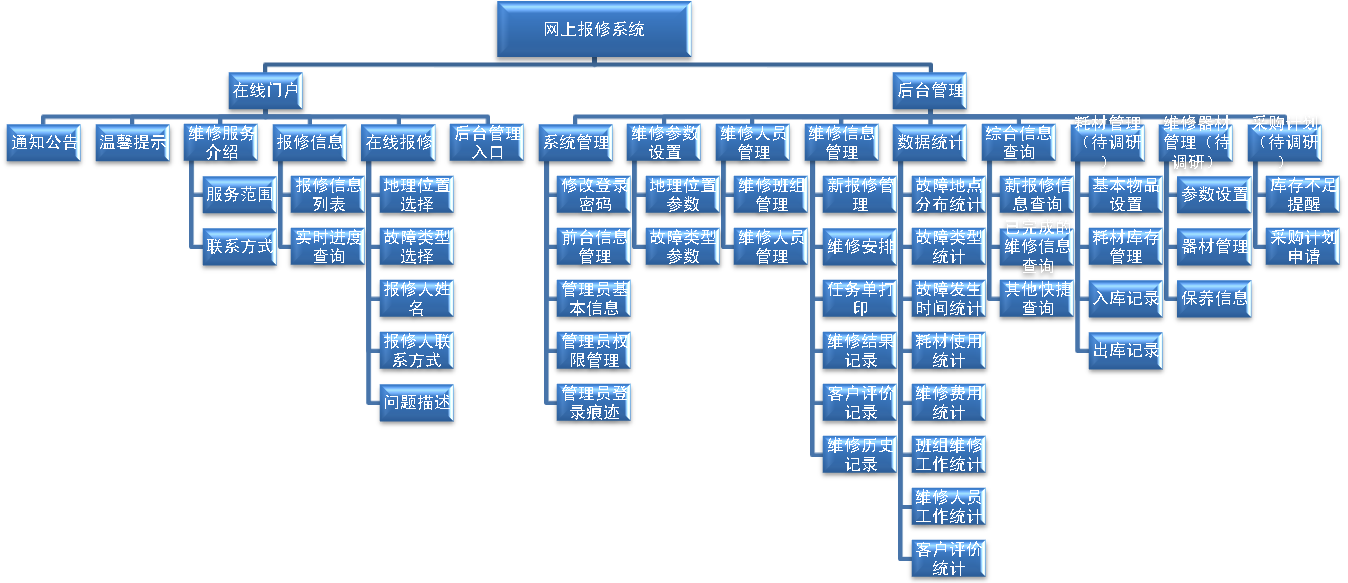 网上报修系统
在线门户
后台管理
通知公告
温馨提示
维修服务
介绍
报修信息
在线报修
后台管理
入口
系统管理
维修参数
设置
维修人员
管理
维修信息
管理
数据统计
综合信息
查询
耗材管理
（待调研
）
维修器材
管理（待
调研）
采购计划
（待调研
）
服务范围
联系方式
报修信息
列表
实时进度
查询
地理位置
选择
故障类型
选择
报修人姓
名
报修人联
系方式
问题描述
修改登录
密码
前台信息
管理
管理员基
本信息
管理员权
限管理
管理员登
录痕迹
地理位置
参数
故障类型
参数
维修班组
管理
维修人员
管理
新报修管
理
维修安排
任务单打
印
维修结果
记录
客户评价
记录
维修历史
记录
故障地点
分布统计
故障类型
统计
故障发生
时间统计
耗材使用
统计
维修费用
统计
班组维修
工作统计
维修人员
工作统计
客户评价
统计
新报修信
息查询
已完成的
维修信息
查询
其他快捷
查询
基本物品
设置
耗材库存
管理
入库记录
出库记录
参数设置
器材管理
保养信息
库存不足
提醒
采购计划
申请